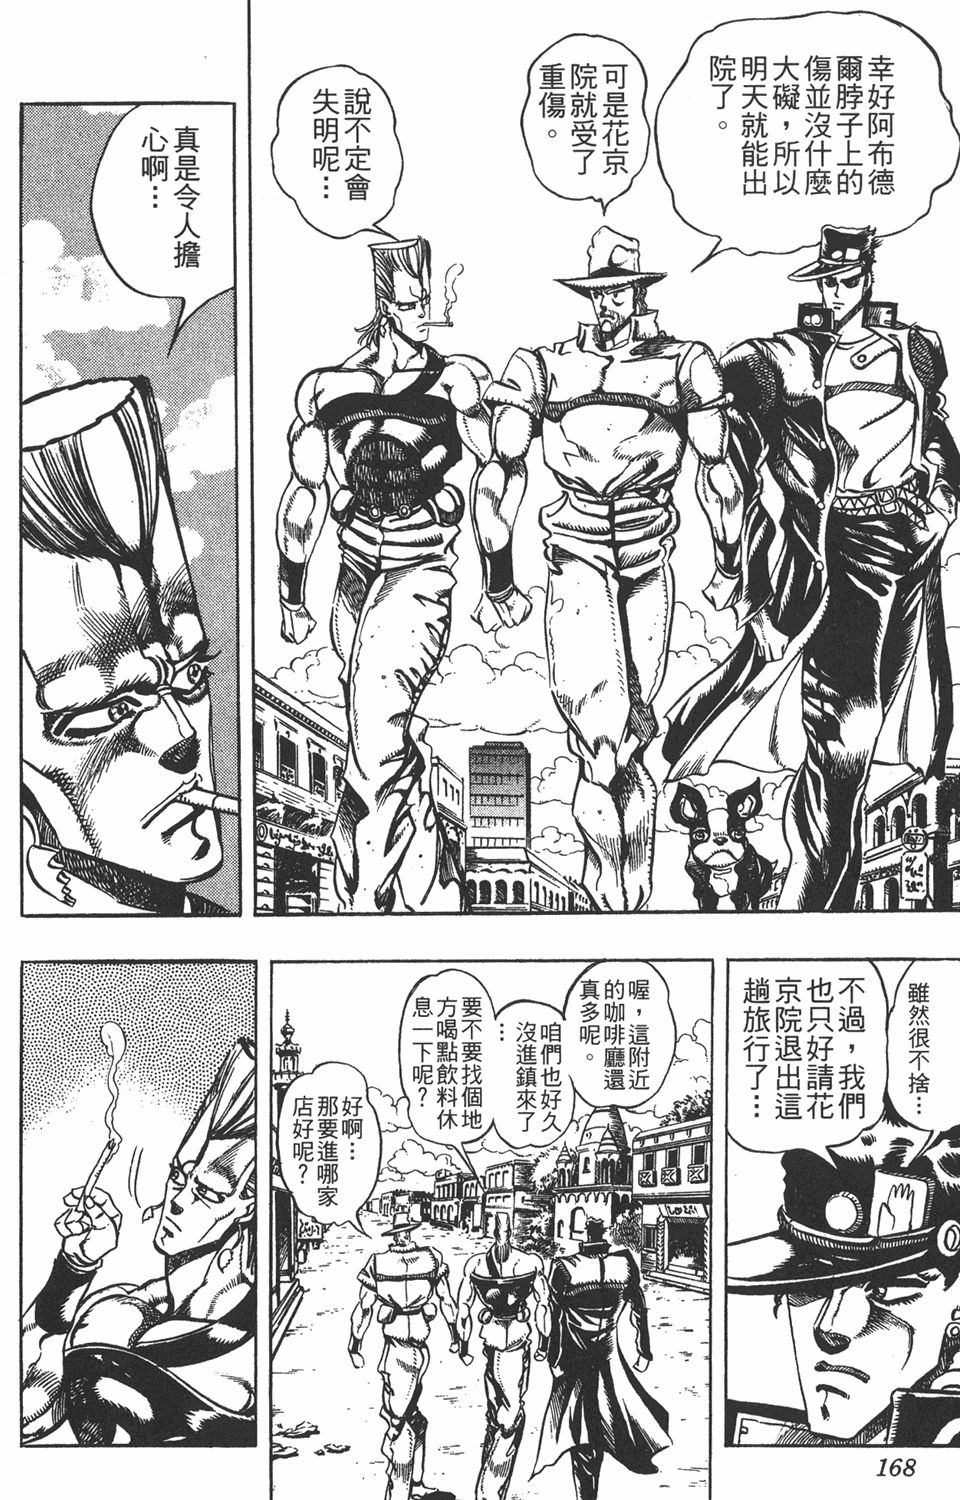 幸好阿布德
爾脖子上的
傷並沒什麼
大礙，所以
明天就能出
院了。
可是花京
院就受了
重傷。
說不定會
失明呢…
真是令人擔
心啊…
雖然很不捨…
不過，我們
也只好請花
京院退出這
趟旅行了…
喔，這附近
的咖啡廳還
真多呢。
咱們也好久
沒進鎮來了
…
要不要找個地
方喝點飲料休
息一下呢？
好啊…
那要進哪家
店好呢？
168